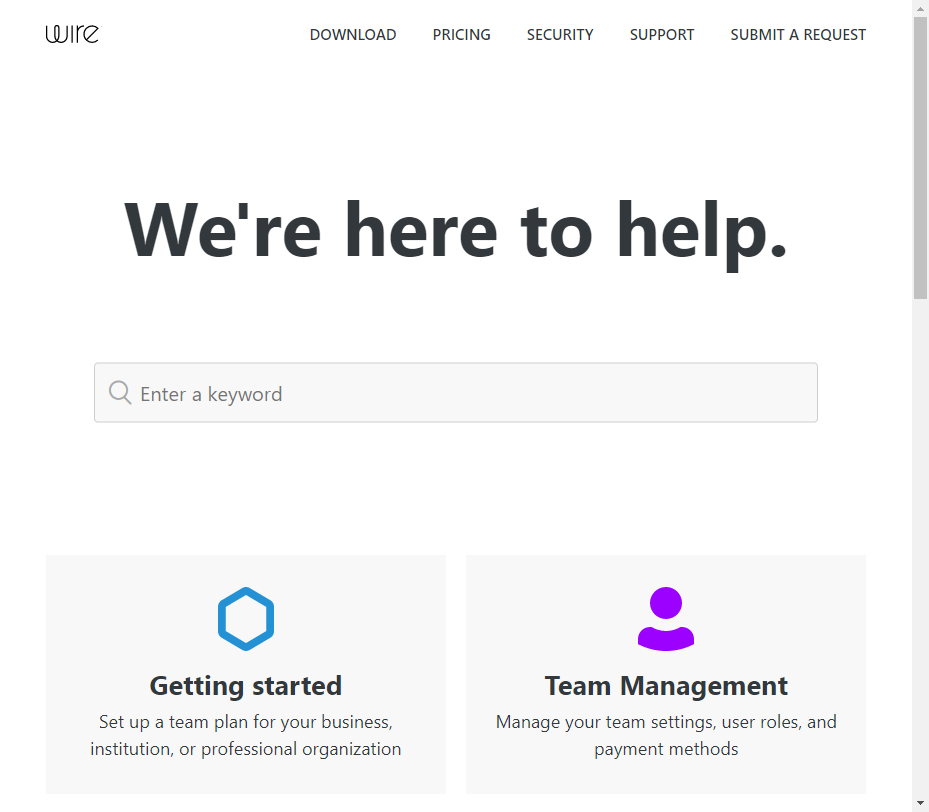 wire
DOWNLOAD PRICING SECURITY SUPPORT SUBMIT A REQUEST
We're here to help.
Enter a keyword
Getting started
Set up a team plan for your business,
institution, or professional organization
Team Management
Manage your team settings, user roles, and
payment methods